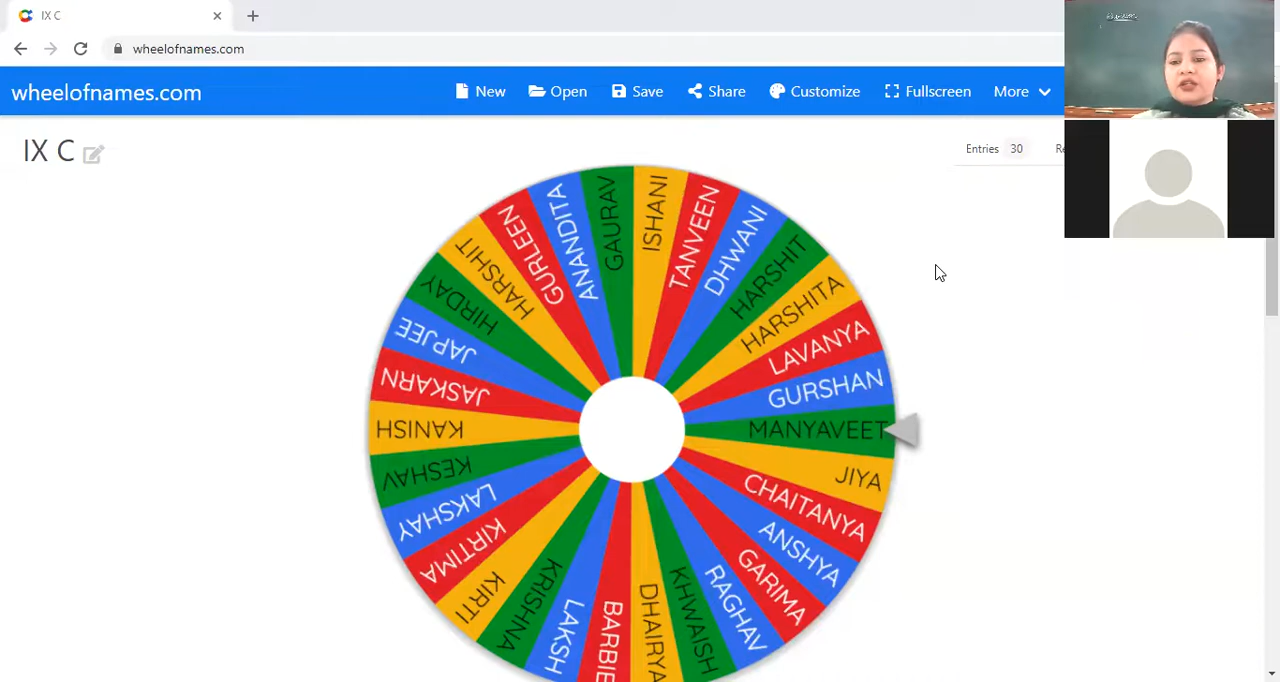 IX C
wheelofnames.com
wheelofnames.com
New
Open
Save
Share
Customize
Fullscreen
More
IX C
Entries 30
GAURAV
ISHANI
TANVEEN
DHWANI
HARSHIT
HARSHITA
LAVANYA
GURSHAN
MANYAVEET
JIYA
CHAITANYA
ANSHYA
GARIMA
RAGHAV
KHWAISH
DHAIRYA
BARBIE
LAKSH
KRISHNA
KIRTI
KIRTIMA
LAKSHAY
KESHAV
KANISH
JASKARN
JAPJEE
HIRDAY
HARSHIT
GURLEEN
ANANDITA